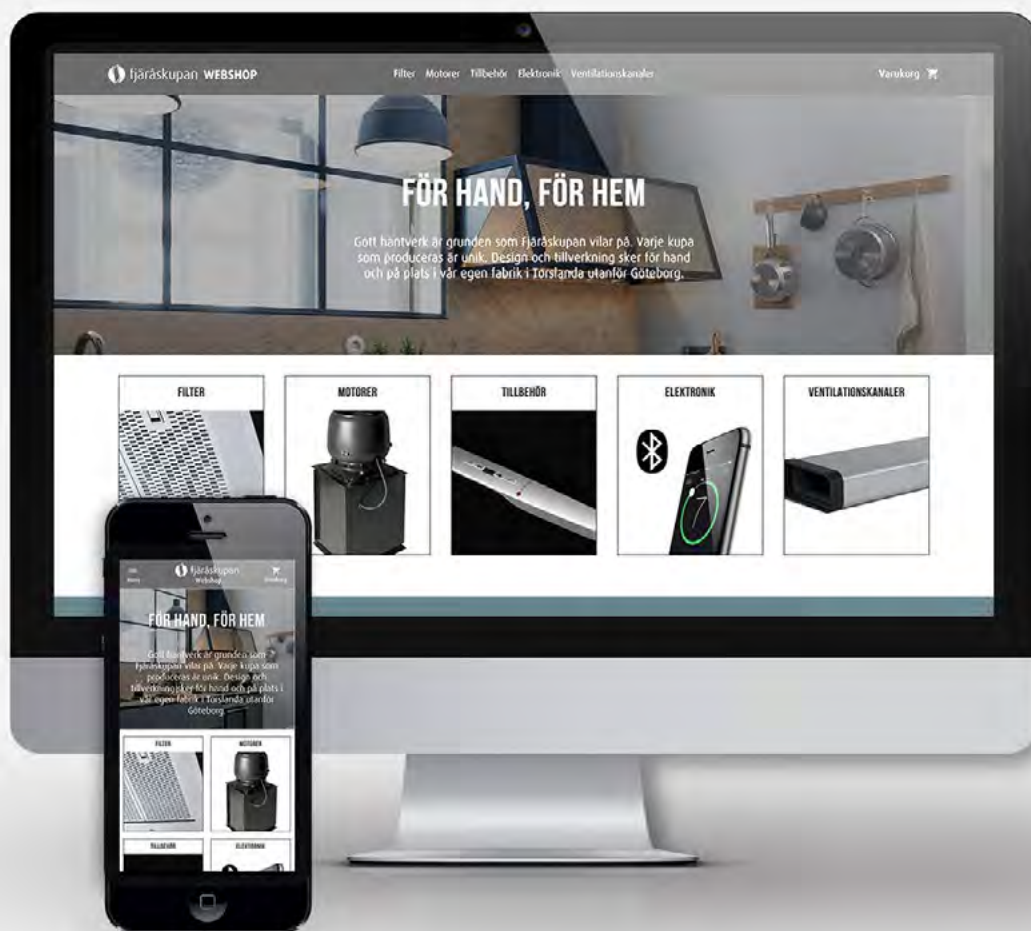 fjäråskupan WEBSHOP
Filter Motorer Tillbehör Elektronik Ventilationskanaler
Varukorg
FÖR HAND, FÖR HEM
Gott hantverk är grunden som Fjäråskupan vilar på. Varje kupa
som produceras är unik. Design och tillverkning sker för hand
och på plats i vår egen fabrik i Torslanda utanför Göteborg.
FILTER
MOTORER
TILLBEHÖR
ELEKTRONIK
VENTILATIONSKANALER
7
fjäråskupan
Webshop
Varukorg
FÖR HAND, FÖR HEM
Gott hantverk är grunden som
Fjäråskupan vilar på. Varje kupa som
produceras är unik. Design och
tillverkning sker för hand och på plats i
vår egen fabrik i Torslanda utanför
Göteborg.
FILTER
MOTORER
TILLBEHÖR
ELEKTRONIK